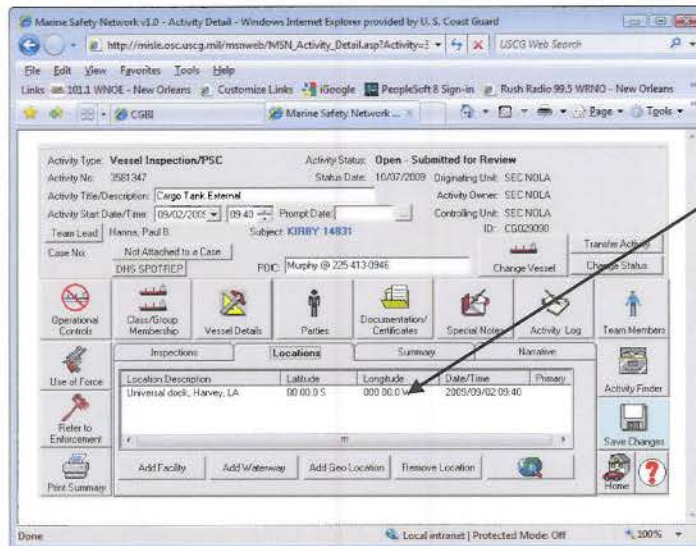 Marine Safety Network v1.0 - Activity Detail - Windows Internet Explorer provided by U. S. Coast Guard
http://misle.osc.uscg.mil/msnweb/MSN_Activity_Detail.asp?Activity=3
USCG Web Search
File Edit View Favorites Tools Help
Links 101.1 WNOE - New Orleans Customize Links iGoogle PeopleSoft 8 Sign-in Rush Radio 99.5 WRNO - New Orleans
CGBI Marine Safety Network ... Page Tools
Activity Type: Vessel Inspection/PSC Activity Status: Open - Submitted for Review
Activity No: 3581347 Status Date: 10/07/2009 Originating Unit: SEC NOLA
Activity Title/Description: Cargo Tank External Activity Owner: SEC NOLA
Activity Start Date/Time: 09/02/2009 09:40 Prompt Date: ... Controlling Unit: SEC NOLA
Team Lead Hanna, Paul B. Subject: KIRBY 14831 ID: CG029090
Case No: Not Attached to a Case Transfer Activity
DHS SPOTREP POC: Murphy @ 225-413-0946 Change Vessel Change Status
Operational Controls Class/Group Membership Vessel Details Parties Documentation/Certificates Special Notes Activity Log Team Members
Inspections Locations Summary Narrative
Use of Force
Location Description Latitude Longitude Date/Time Primary
Universal dock, Harvey, LA 00 00.0 S 000 00.0 W 2009/09/02 09:40
Activity Finder
Refer to Enforcement
Save Changes
Add Facility Add Waterway Add Geo Location Remove Location
Print Summary Home
Done Local intranet | Protected Mode: Off 100%